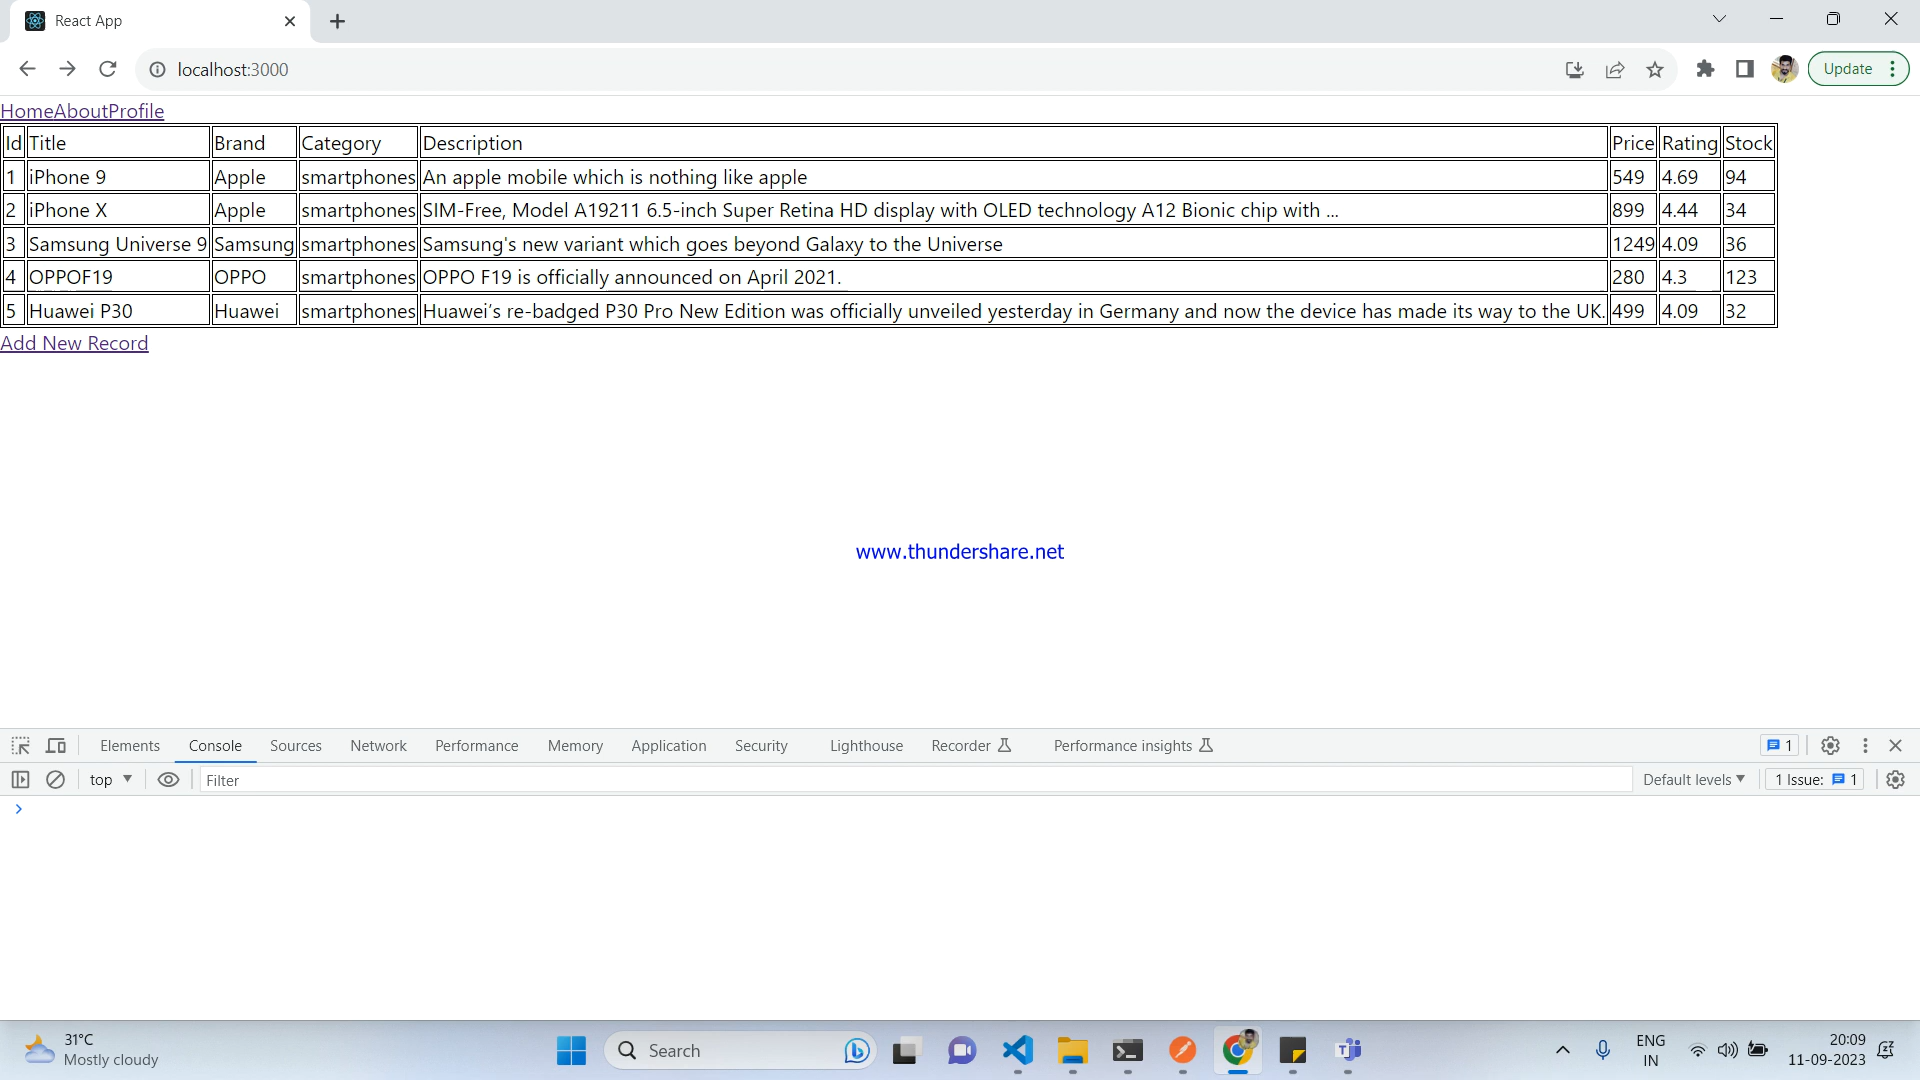 React App
localhost:3000
Update
HomeAboutProfile
Id Title Brand Category Description Price Rating Stock
1 iPhone 9 Apple smartphones An apple mobile which is nothing like apple 549 4.69 94
2 iPhone X Apple smartphones SIM-Free, Model A19211 6.5-inch Super Retina HD display with OLED technology A12 Bionic chip with ... 899 4.44 34
3 Samsung Universe 9 Samsung smartphones Samsung's new variant which goes beyond Galaxy to the Universe 1249 4.09 36
4 OPPOF19 OPPO smartphones OPPO F19 is officially announced on April 2021. 280 4.3 123
5 Huawei P30 Huawei smartphones Huawei’s re-badged P30 Pro New Edition was officially unveiled yesterday in Germany and now the device has made its way to the UK. 499 4.09 32
Add New Record
www.thundershare.net
Elements Console Sources Network Performance Memory Application Security Lighthouse Recorder Performance insights 1
top Filter Default levels 1 Issue: 1
31°C
Mostly cloudy
Search
ENG
IN
20:09
11-09-2023